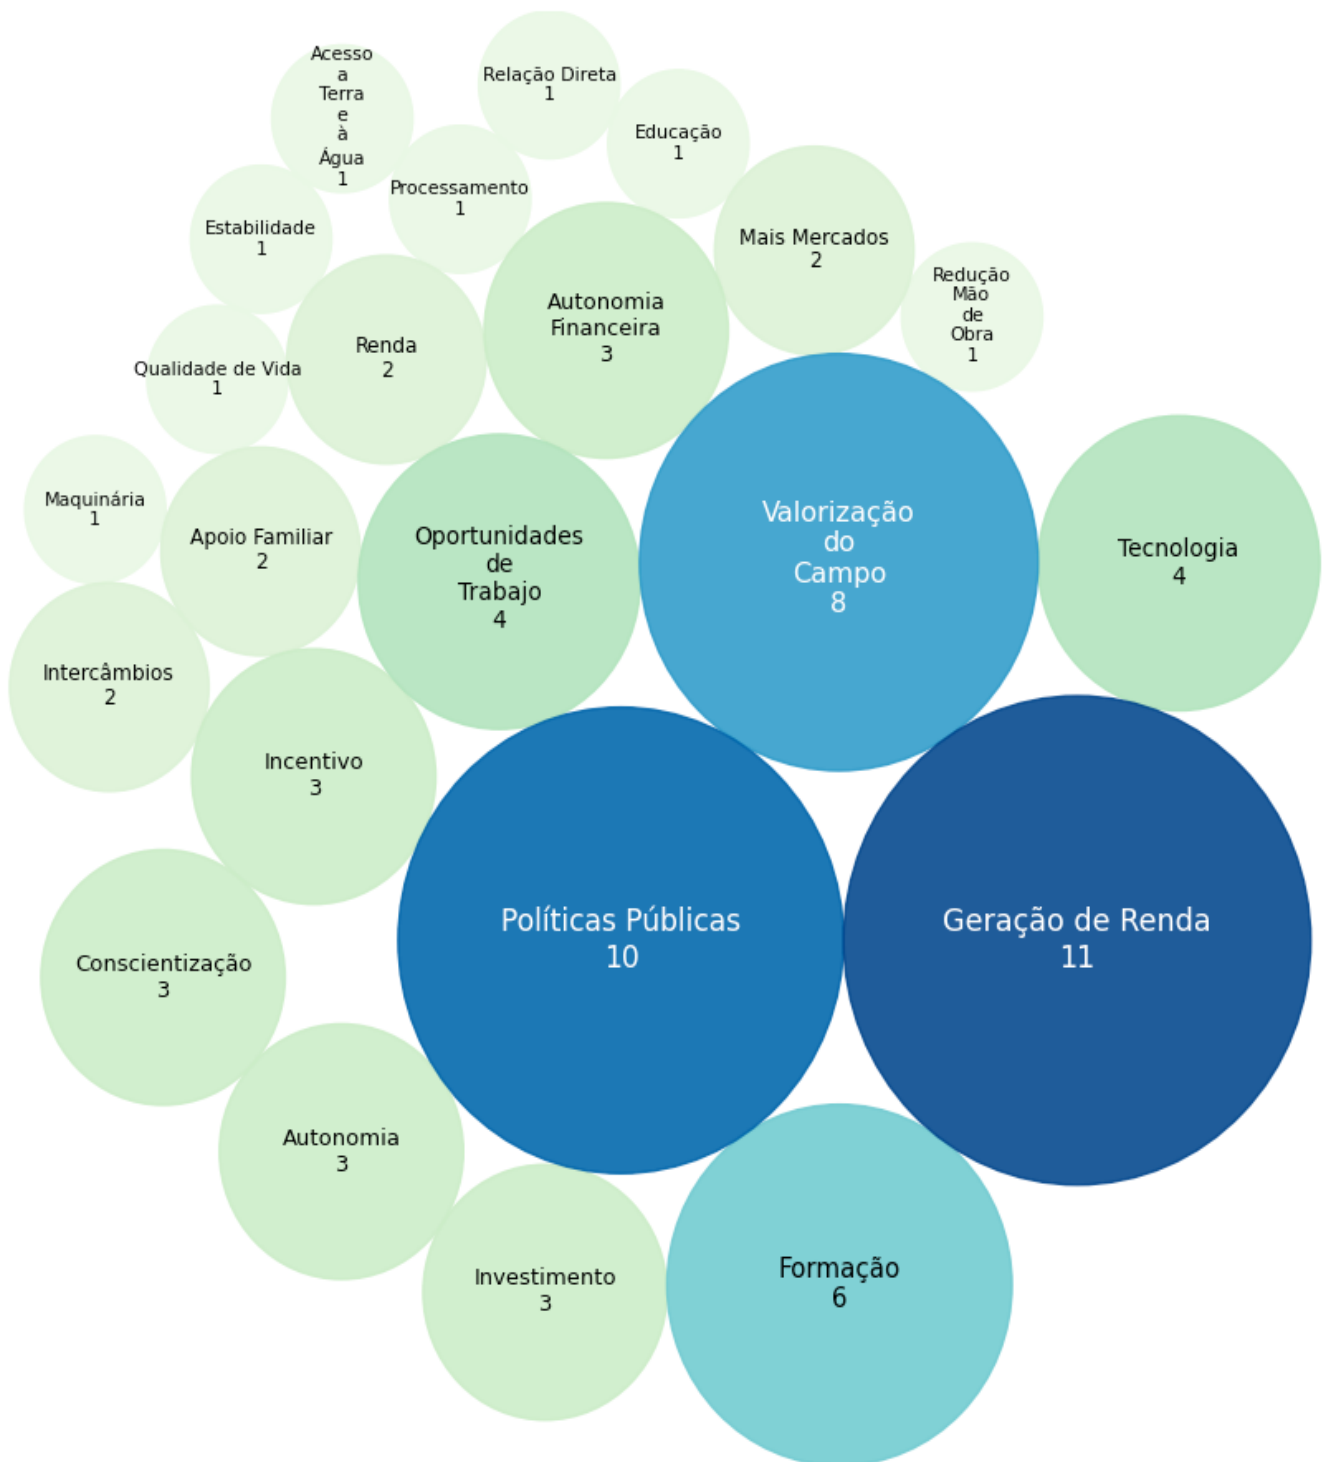 Acesso
a
Terra
e
à
Água
1
Relação Direta
1
Educação
1
Processamento
1
Estabilidade
1
Mais Mercados
2
Redução
Mão
de
Obra
1
Autonomia
Financeira
3
Renda
2
Qualidade de Vida
1
Maquinária
1
Apoio Familiar
2
Oportunidades
de
Trabajo
4
Valorização
do
Campo
8
Tecnologia
4
Intercâmbios
2
Incentivo
3
Políticas Públicas
10
Geração de Renda
11
Conscientização
3
Autonomia
3
Investimento
3
Formação
6